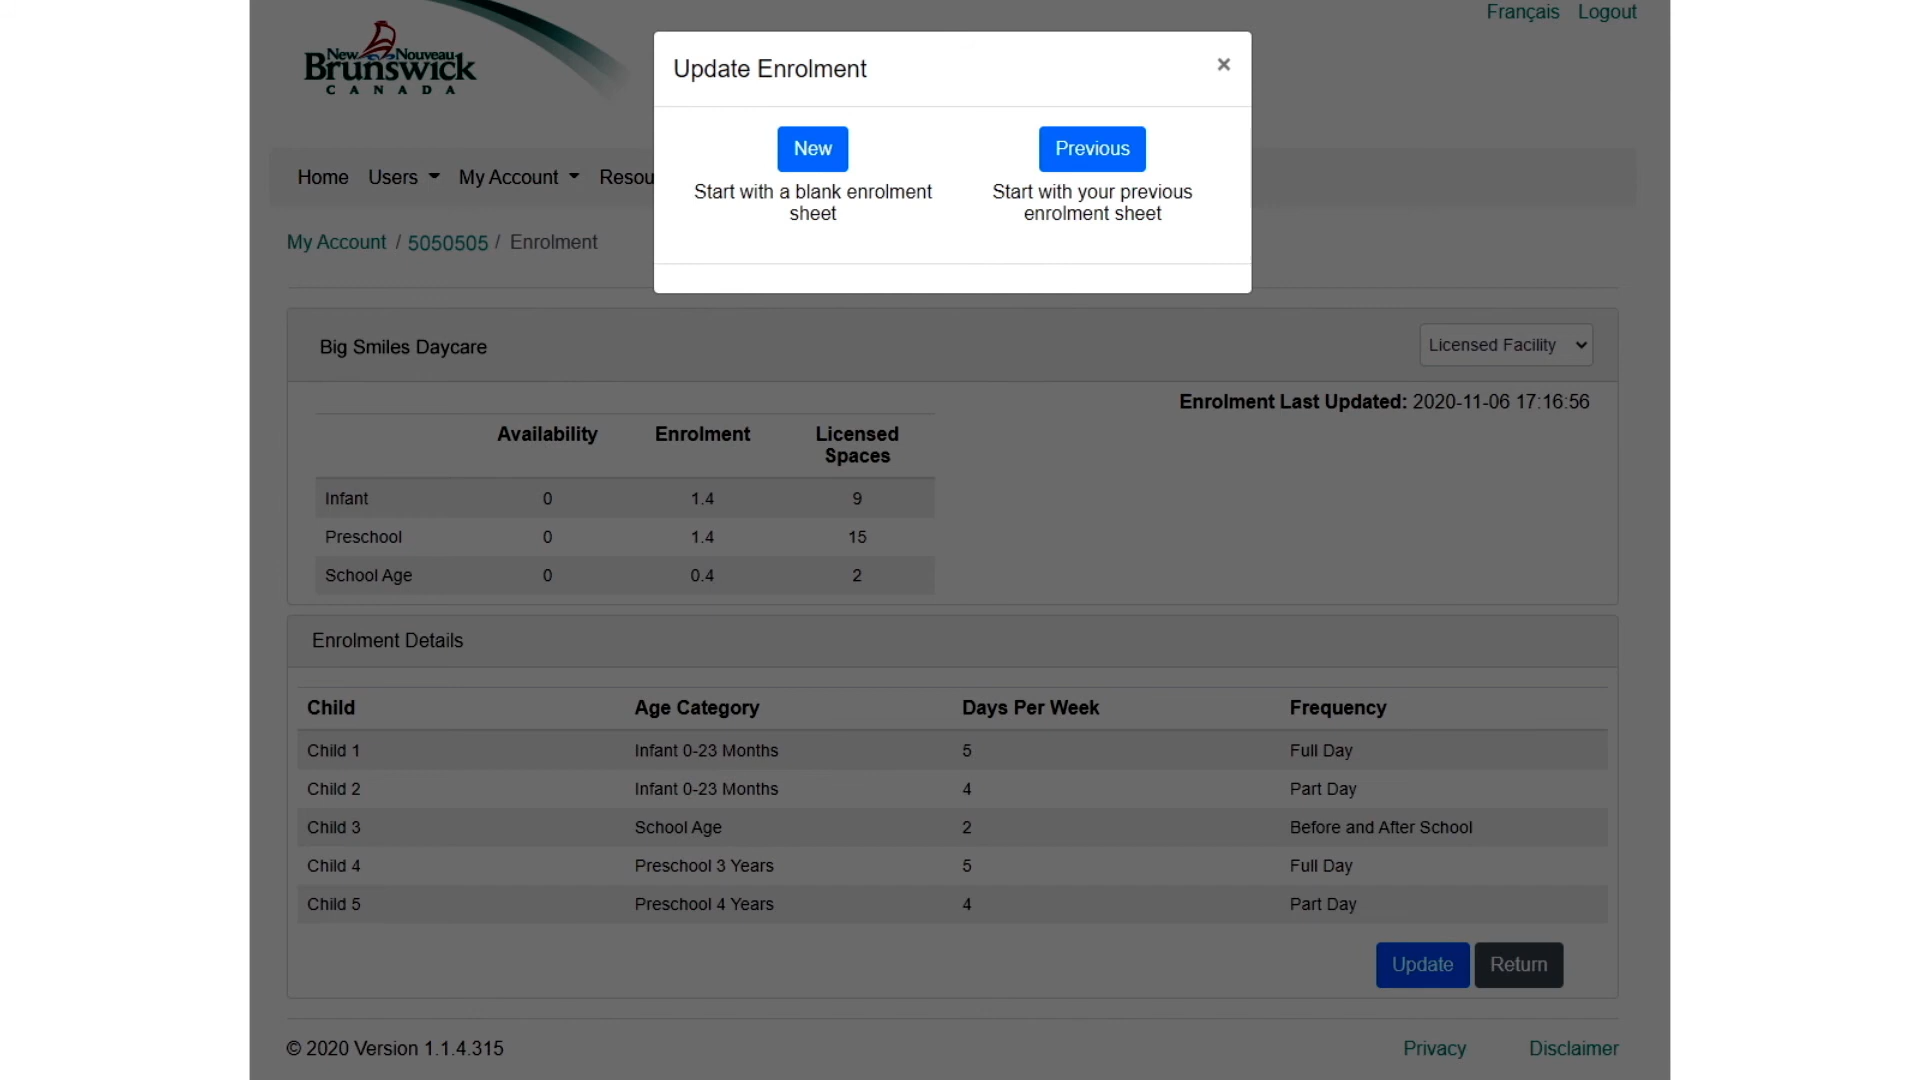 Français Logout
New Nouveau
Brunswick
CANADA
Update Enrolment
×
New
Previous
Start with a blank enrolment
sheet
Start with your previous
enrolment sheet
Home Users My Account Resou
My Account / 5050505 / Enrolment
Big Smiles Daycare
Licensed Facility
Enrolment Last Updated: 2020-11-06 17:16:56
Availability Enrolment Licensed
Spaces
Infant 0 1.4 9
Preschool 0 1.4 15
School Age 0 0.4 2
Enrolment Details
Child Age Category Days Per Week Frequency
Child 1 Infant 0-23 Months 5 Full Day
Child 2 Infant 0-23 Months 4 Part Day
Child 3 School Age 2 Before and After School
Child 4 Preschool 3 Years 5 Full Day
Child 5 Preschool 4 Years 4 Part Day
Update Return
© 2020 Version 1.1.4.315
Privacy Disclaimer